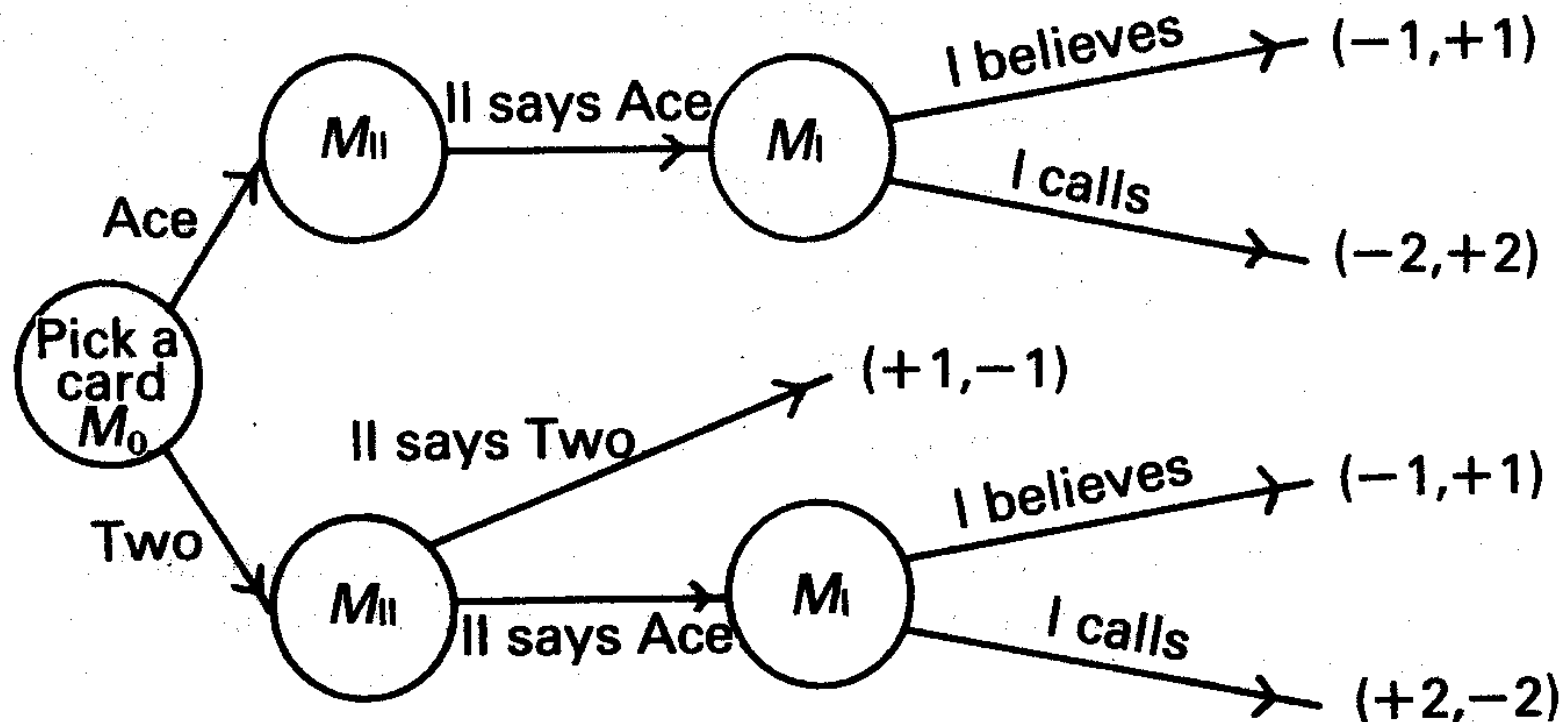 I believes
(−1,+1)
II says Ace
M_II
M_I
I calls
Ace
(−2,+2)
Pick a
card
M_0
(+1,−1)
II says Two
I believes
(−1,+1)
Two
M_II
M_I
II says Ace
I calls
(+2,−2)